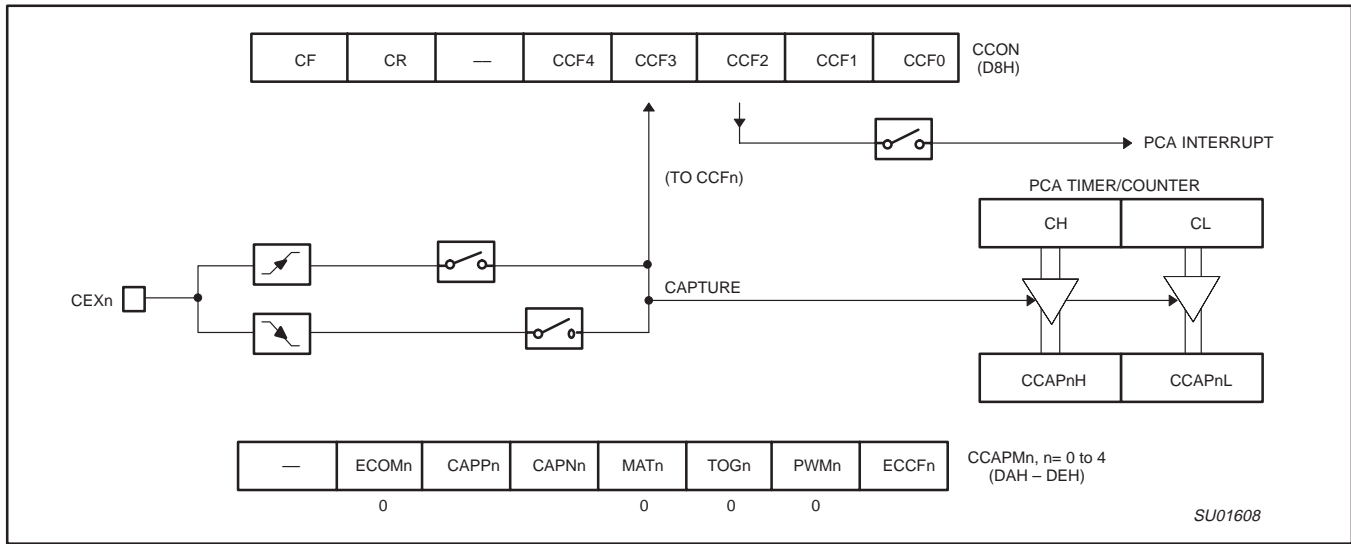 CF CR –– CCF4 CCF3 CCF2 CCF1 CCF0 CCON
(D8H)
PCA INTERRUPT
(TO CCFn)
PCA TIMER/COUNTER
CH CL
CEXn
CAPTURE
CCAPnH CCAPnL
— ECOMn CAPPn CAPNn MATn TOGn PWMn ECCFn CCAPMn, n= 0 to 4
(DAH – DEH)
0 0 0 0
SU01608